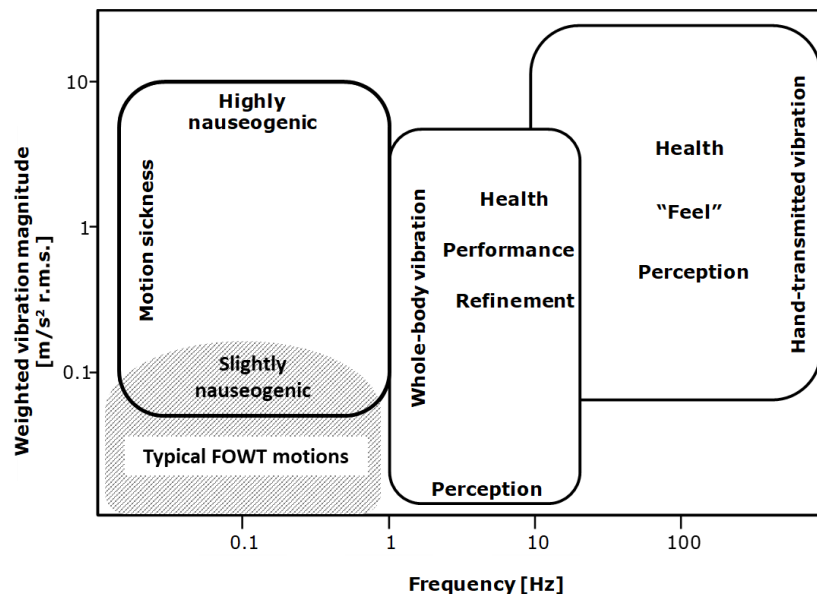 Weighted vibration magnitude
[m/s² r.m.s.]
10
1
0.1
Motion sickness
Highly
nauseogenic
Slightly
nauseogenic
Typical FOWT motions
Whole-body vibration
Health
Performance
Refinement
Perception
Health
“Feel”
Perception
Hand-transmitted vibration
0.1
1
10
100
Frequency [Hz]